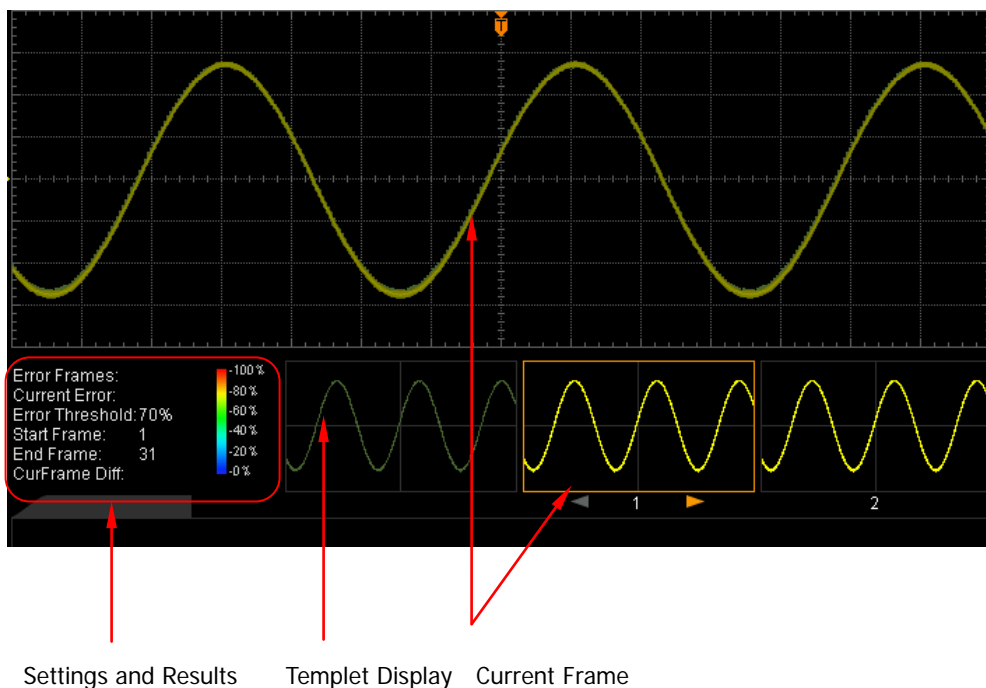 T
Error Frames:
Current Error:
Error Threshold: 70%
Start Frame: 1
End Frame: 31
CurFrame Diff:
-100%
-80%
-60%
-40%
-20%
-0%
1
2
Settings and Results Templet Display Current Frame